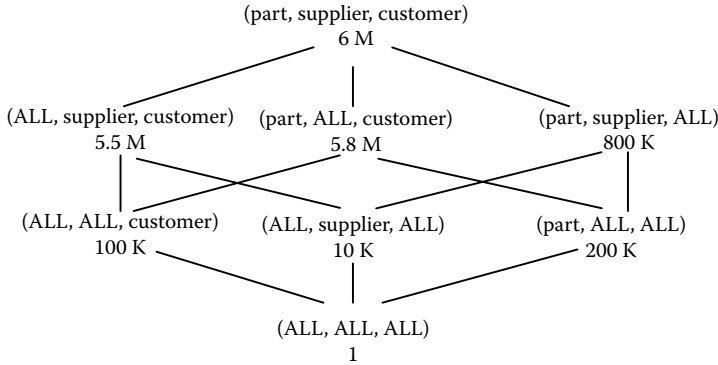 (part, supplier, customer)
6 M
(ALL, supplier, customer)
5.5 M
(part, ALL, customer)
5.8 M
(part, supplier, ALL)
800 K
(ALL, ALL, customer)
100 K
(ALL, supplier, ALL)
10 K
(part, ALL, ALL)
200 K
(ALL, ALL, ALL)
1